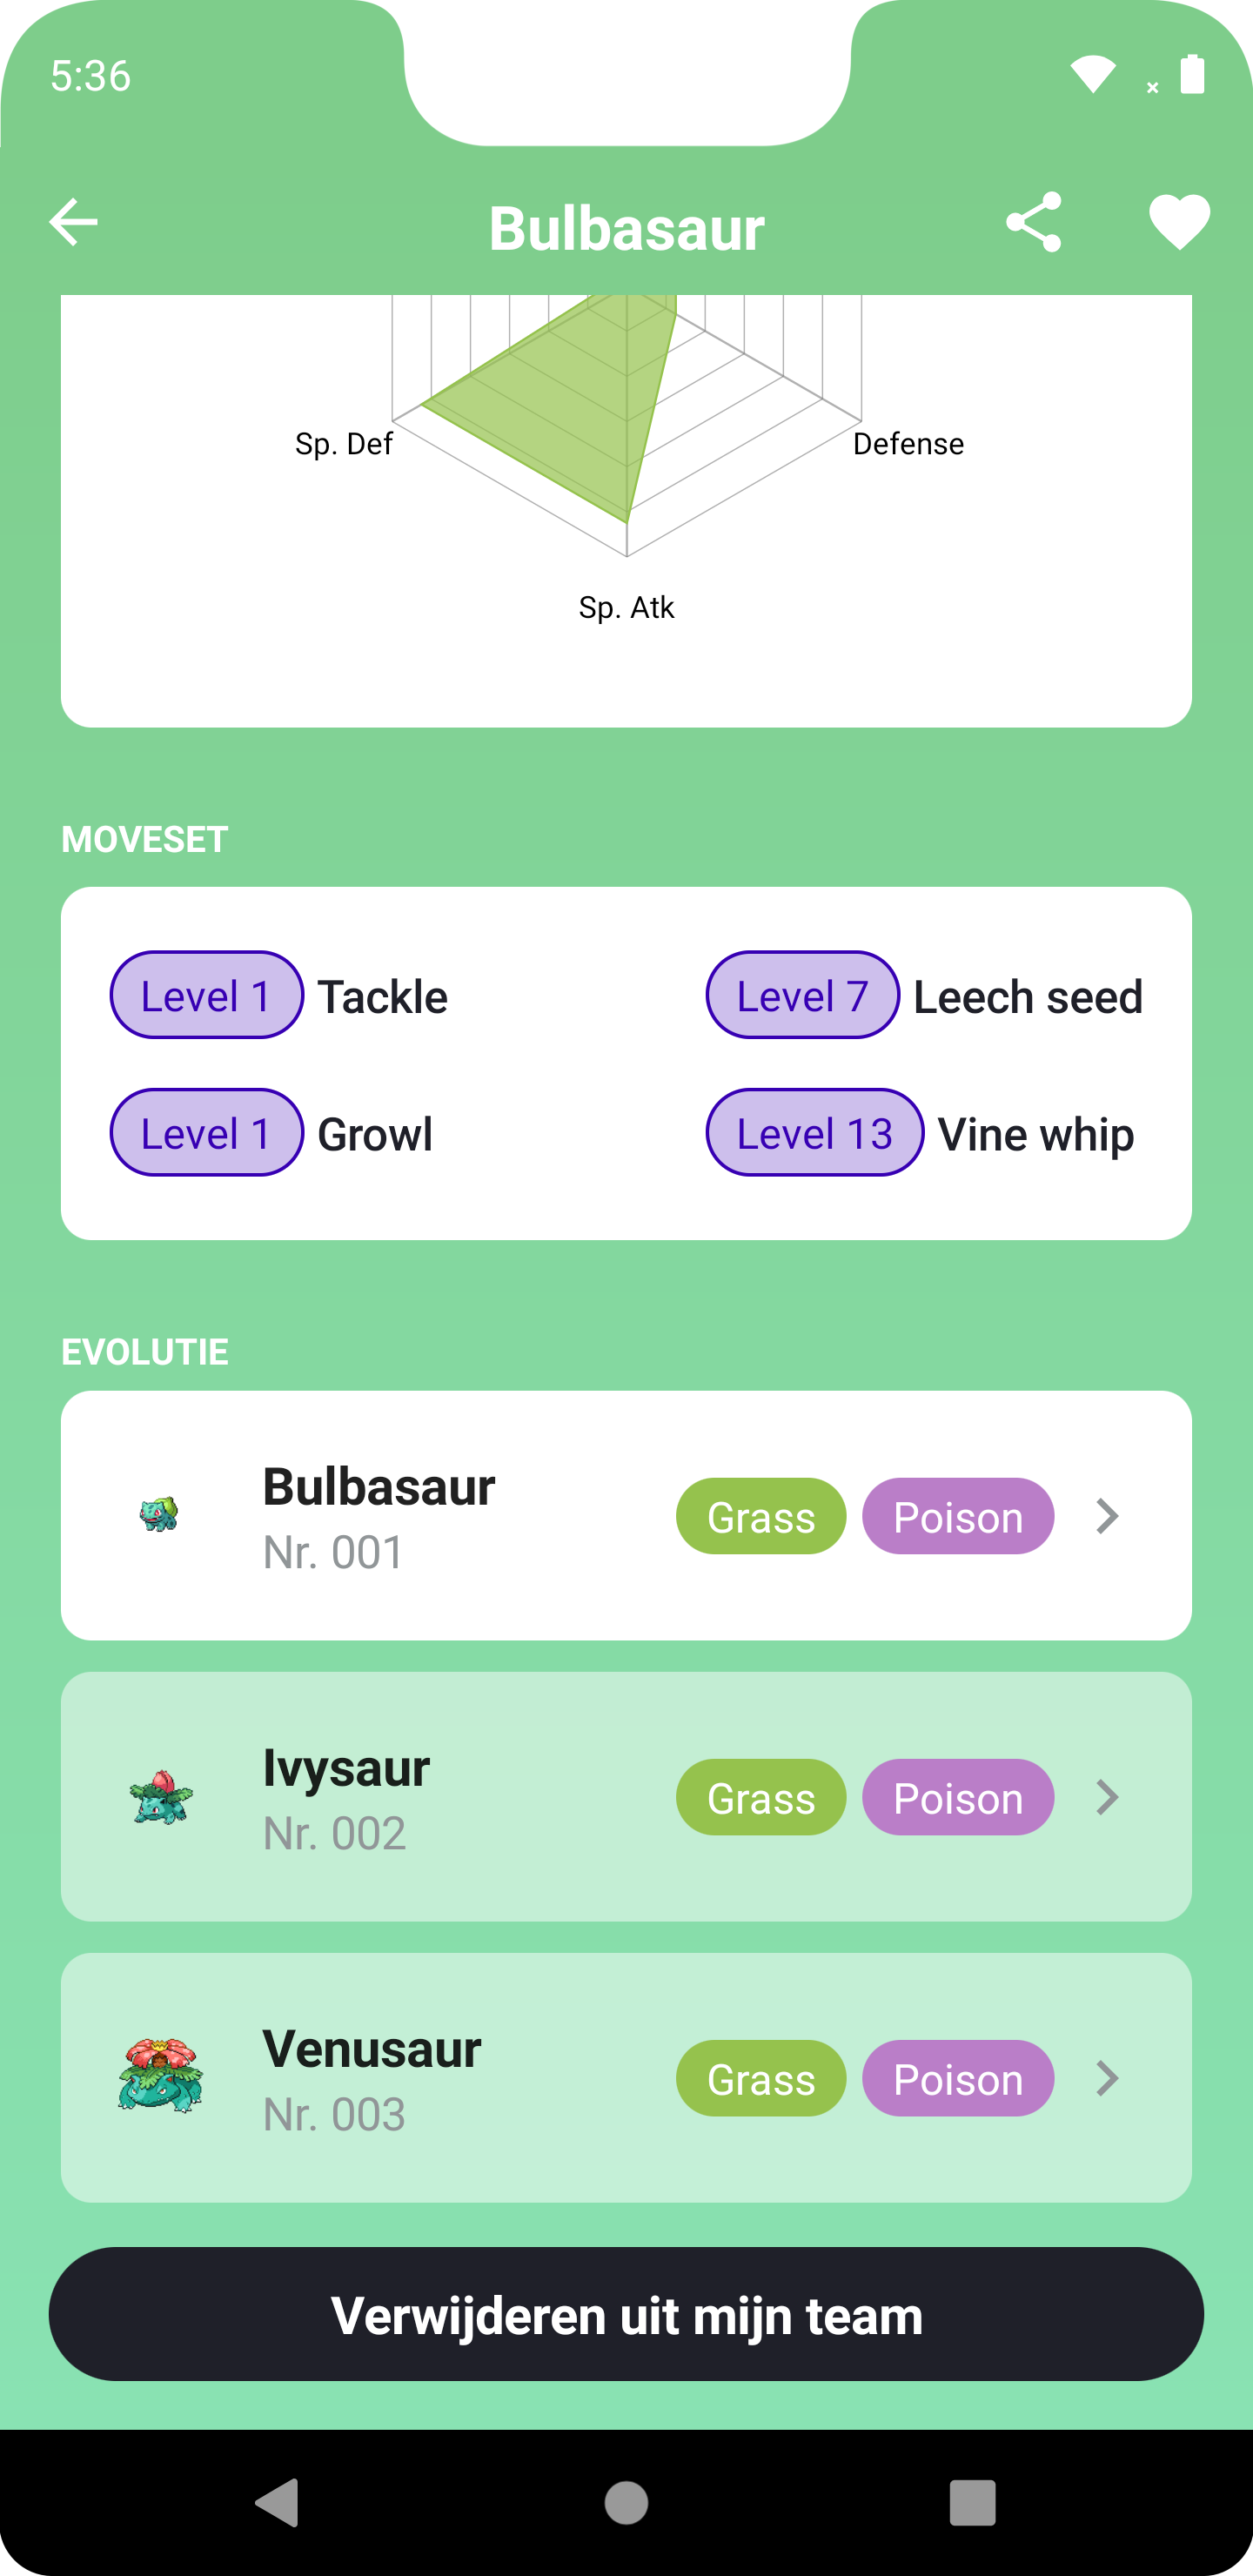 5:36
Bulbasaur
Sp. Def
Defense
Sp. Atk
MOVESET
Level 1 Tackle
Level 7 Leech seed
Level 1 Growl
Level 13 Vine whip
EVOLUTIE
Bulbasaur
Nr. 001
Grass Poison
Ivysaur
Nr. 002
Grass Poison
Venusaur
Nr. 003
Grass Poison
Verwijderen uit mijn team